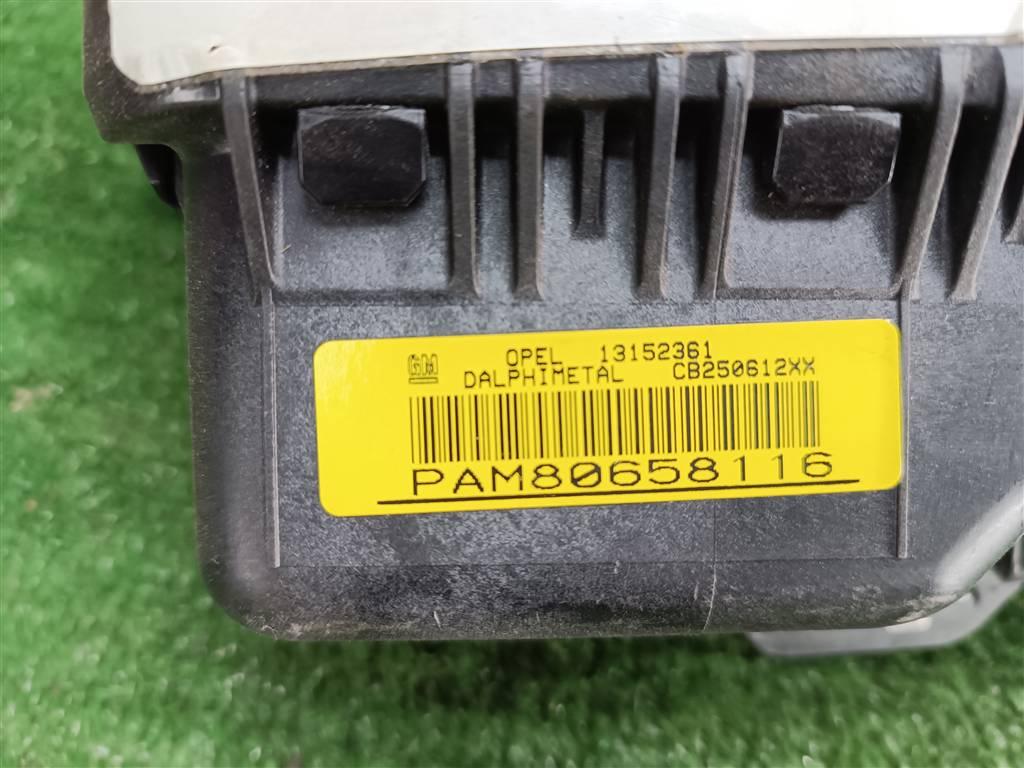 GM OPEL 13152361
DALPHIMETAL CB250612XX
PAM80658116